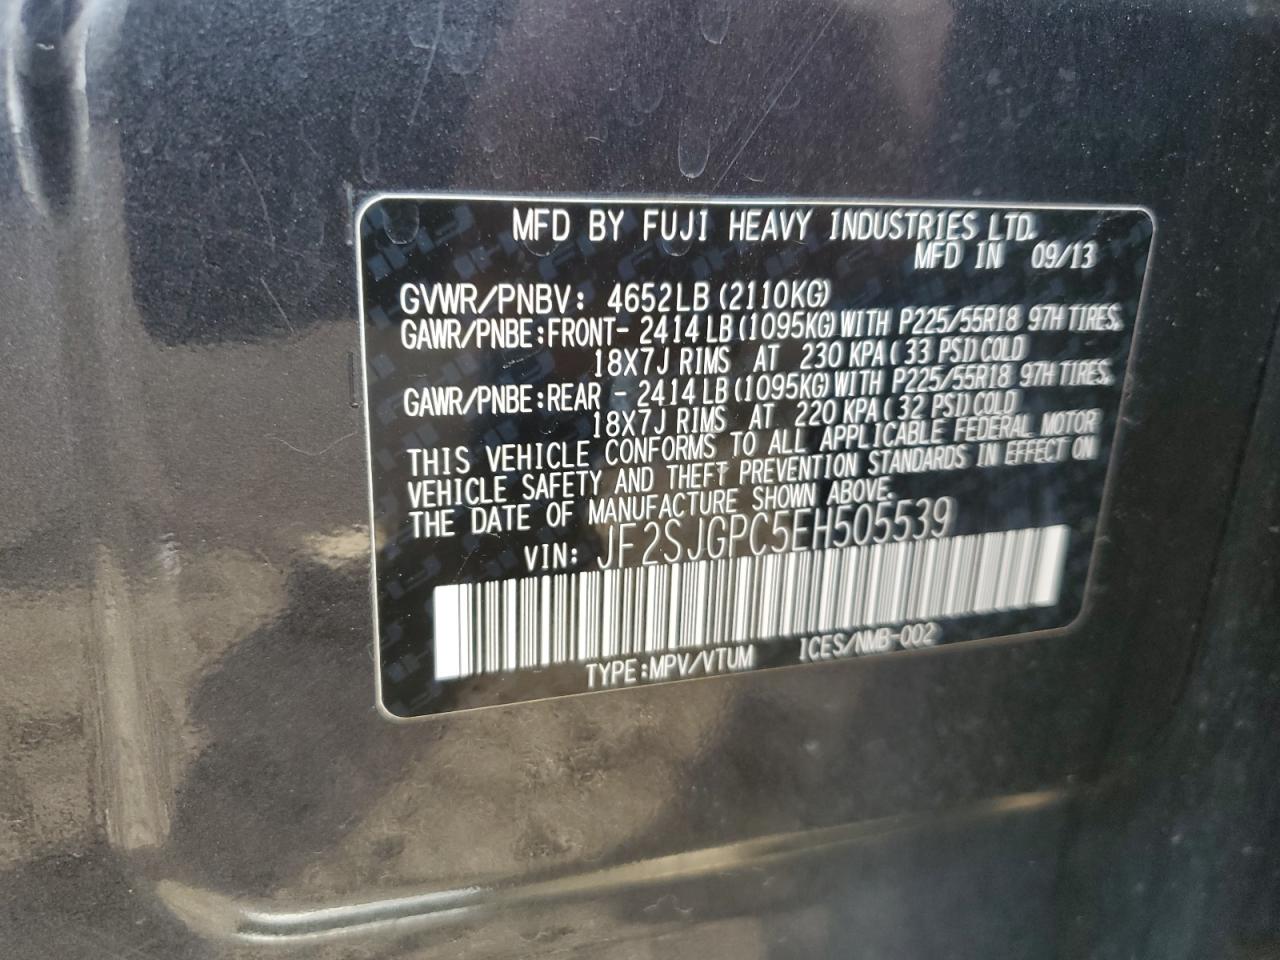 MFD BY FUJI HEAVY INDUSTRIES LTD.
MFD IN 09/13
GVWR/PNBV: 4652LB (2110KG)
GAWR/PNBE:FRONT- 2414 LB (1095KG) WITH P225/55R18 97H TIRES,
18X7J RIMS AT 230 KPA (33 PSI) COLD
GAWR/PNBE:REAR - 2414 LB (1095KG) WITH P225/55R18 97H TIRES,
18X7J RIMS AT 220 KPA (32 PSI) COLD
THIS VEHICLE CONFORMS TO ALL APPLICABLE FEDERAL MOTOR
VEHICLE SAFETY AND THEFT PREVENTION STANDARDS IN EFFECT ON
THE DATE OF MANUFACTURE SHOWN ABOVE.
VIN: JF2SJGPC5EH505539
TYPE:MPV/VTUM ICES/NMB-002